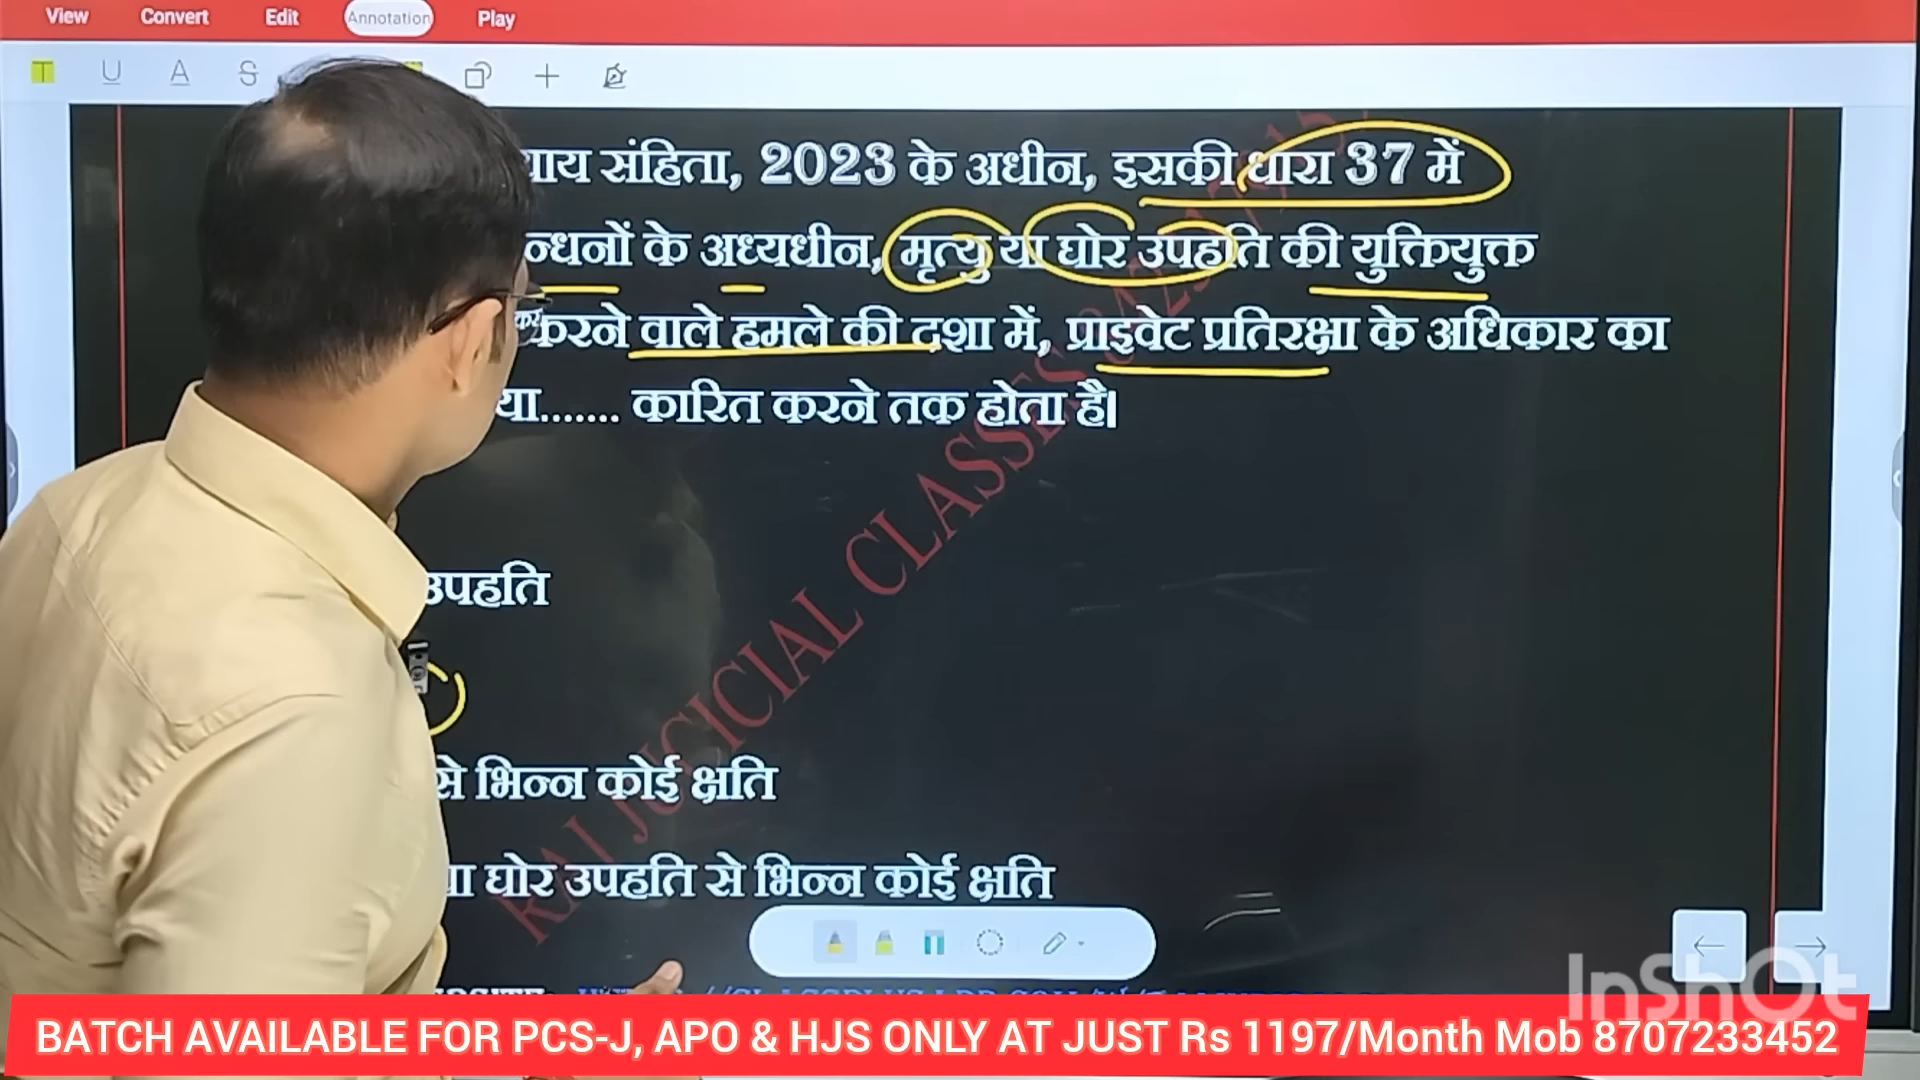 View Convert Edit Annotation Play
T U A S
संहिता, 2023 के अधीन, इसकी धारा 37 में
के अध्यधीन, मृत्यु या घोर उपहति की युक्तियुक्त
करने वाले हमले की दशा में, प्राइवेट प्रतिरक्षा के अधिकार का
या....... कारित करने तक होता है।
उपहति
से भिन्न कोई क्षति
घोर उपहति से भिन्न कोई क्षति
JUDICIAL CLASSES
InShOt
BATCH AVAILABLE FOR PCS-J, APO & HJS ONLY AT JUST Rs 1197/Month Mob 8707233452